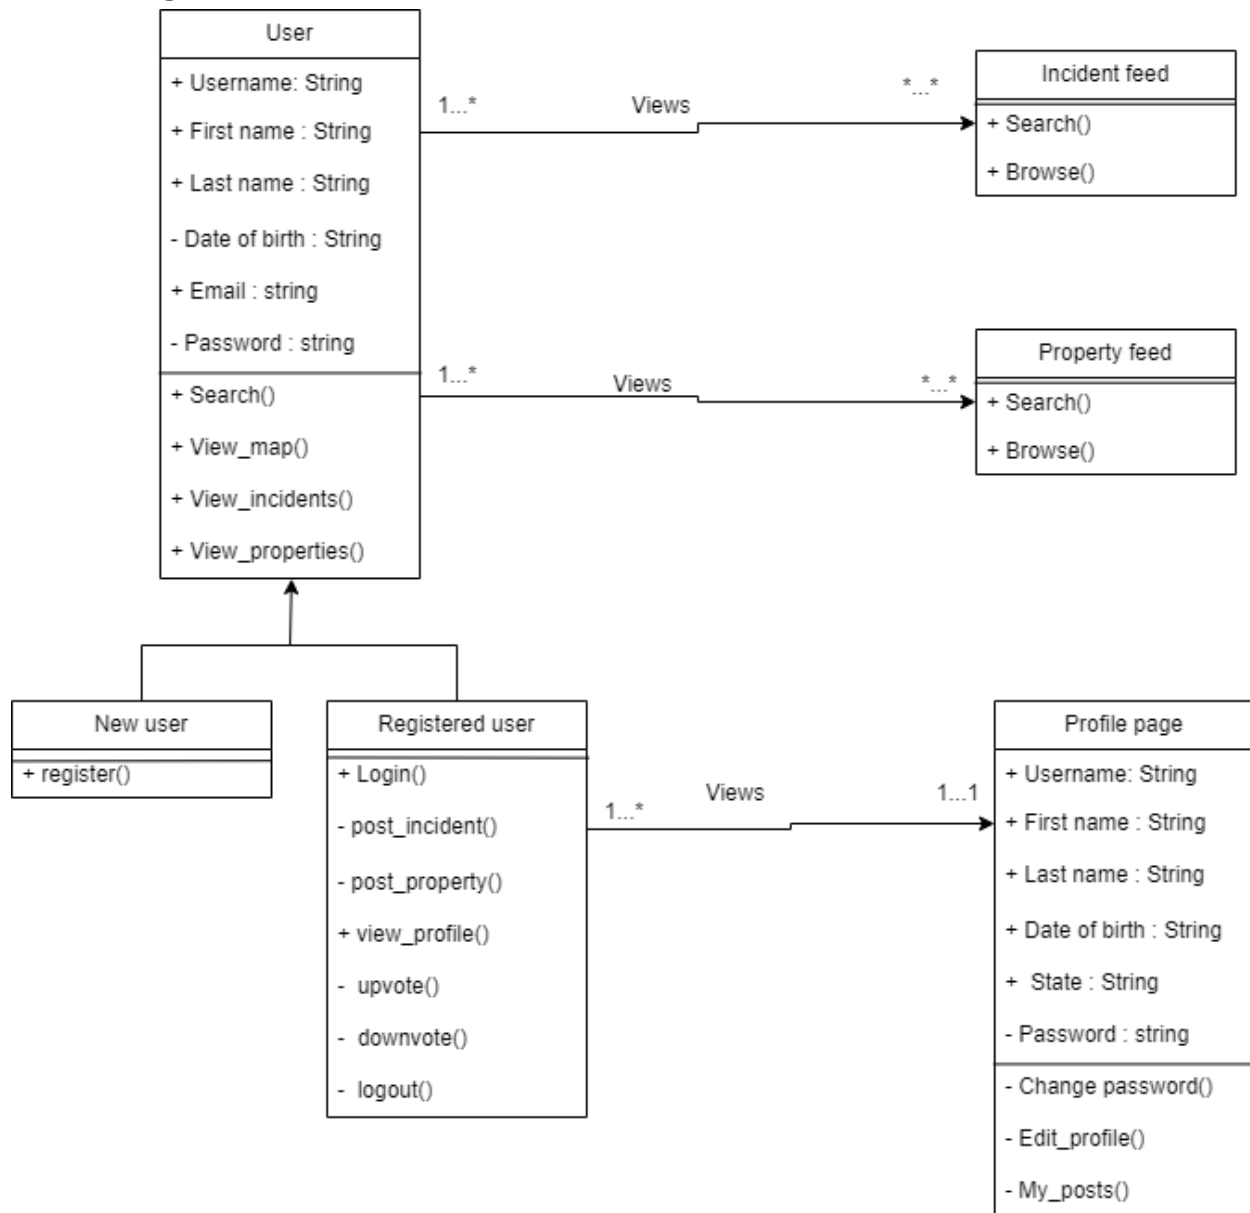 User
+ Username: String
+ First name : String
+ Last name : String
- Date of birth : String
+ Email : string
- Password : string
+ Search()
+ View_map()
+ View_incidents()
+ View_properties()
1...*
Views
*...*
Incident feed
+ Search()
+ Browse()
1...*
Views
*...*
Property feed
+ Search()
+ Browse()
New user
+ register()
Registered user
+ Login()
- post_incident()
- post_property()
+ view_profile()
- upvote()
- downvote()
- logout()
1...*
Views
1...1
Profile page
+ Username: String
+ First name : String
+ Last name : String
+ Date of birth : String
+ State : String
- Password : string
- Change password()
- Edit_profile()
- My_posts()